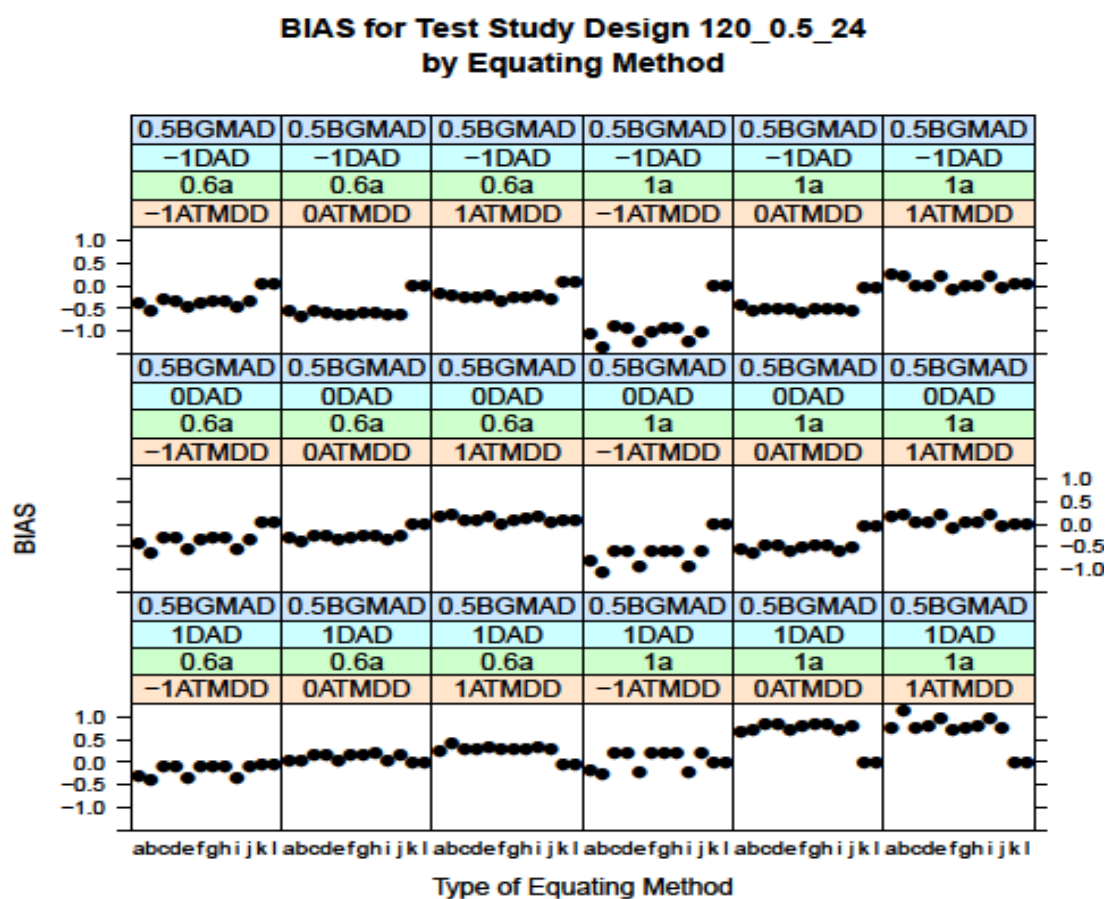 BIAS for Test Study Design 120_0.5_24
by Equating Method
0.5BGMAD 0.5BGMAD 0.5BGMAD 0.5BGMAD 0.5BGMAD 0.5BGMAD
−1DAD −1DAD −1DAD −1DAD −1DAD −1DAD
0.6a 0.6a 0.6a 1a 1a 1a
−1ATMDD 0ATMDD 1ATMDD −1ATMDD 0ATMDD 1ATMDD
1.0
0.5
0.0
−0.5
−1.0
0.5BGMAD 0.5BGMAD 0.5BGMAD 0.5BGMAD 0.5BGMAD 0.5BGMAD
0DAD 0DAD 0DAD 0DAD 0DAD 0DAD
0.6a 0.6a 0.6a 1a 1a 1a
−1ATMDD 0ATMDD 1ATMDD −1ATMDD 0ATMDD 1ATMDD
BIAS
1.0
0.5
0.0
−0.5
−1.0
0.5BGMAD 0.5BGMAD 0.5BGMAD 0.5BGMAD 0.5BGMAD 0.5BGMAD
1DAD 1DAD 1DAD 1DAD 1DAD 1DAD
0.6a 0.6a 0.6a 1a 1a 1a
−1ATMDD 0ATMDD 1ATMDD −1ATMDD 0ATMDD 1ATMDD
1.0
0.5
0.0
−0.5
−1.0
abcdefghijkl abcdefghijkl abcdefghijkl abcdefghijkl abcdefghijkl abcdefghijkl
Type of Equating Method